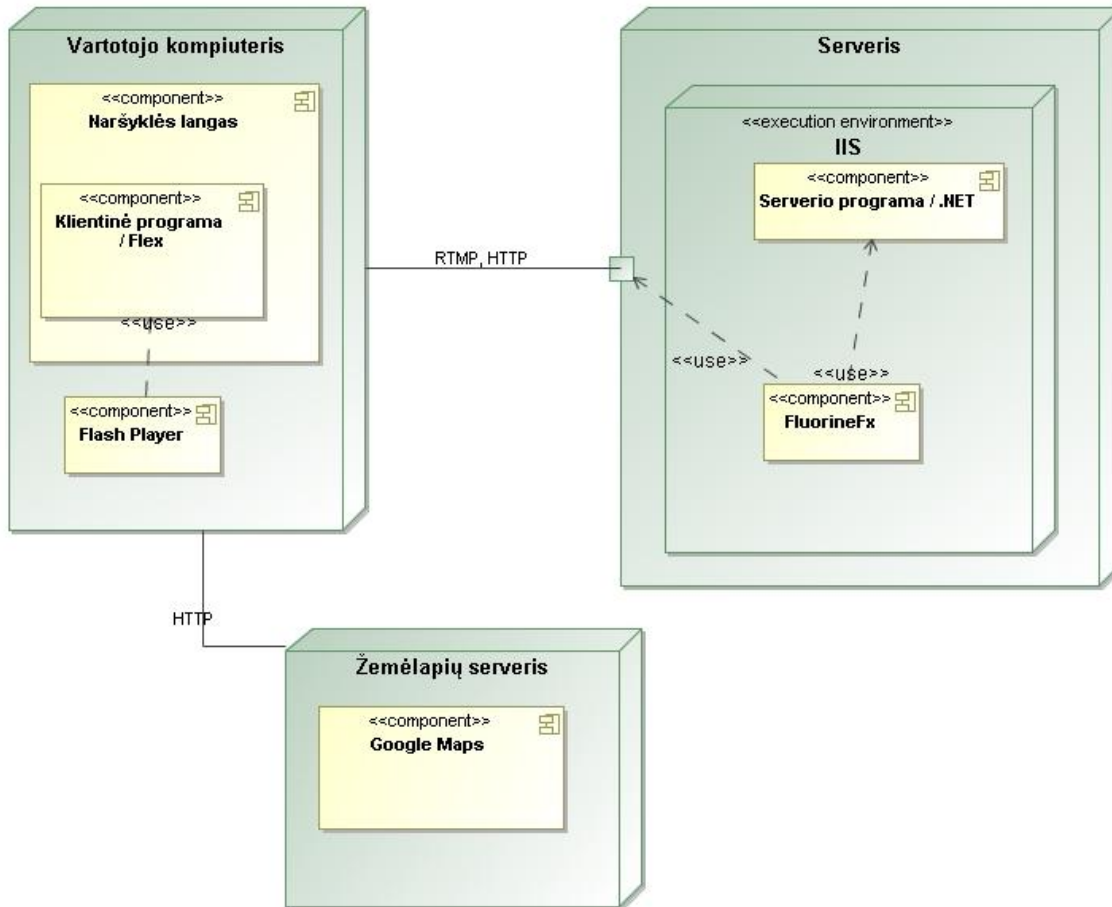 Vartotojo kompiuteris
<<component>>
Naršyklės langas
<<component>>
Klientinė programa
/ Flex
<<use>>
<<component>>
Flash Player
RTMP, HTTP
Serveris
<<execution environment>>
IIS
<<component>>
Serverio programa / .NET
<<use>>
<<use>>
<<component>>
FluorineFx
HTTP
Žemėlapių serveris
<<component>>
Google Maps